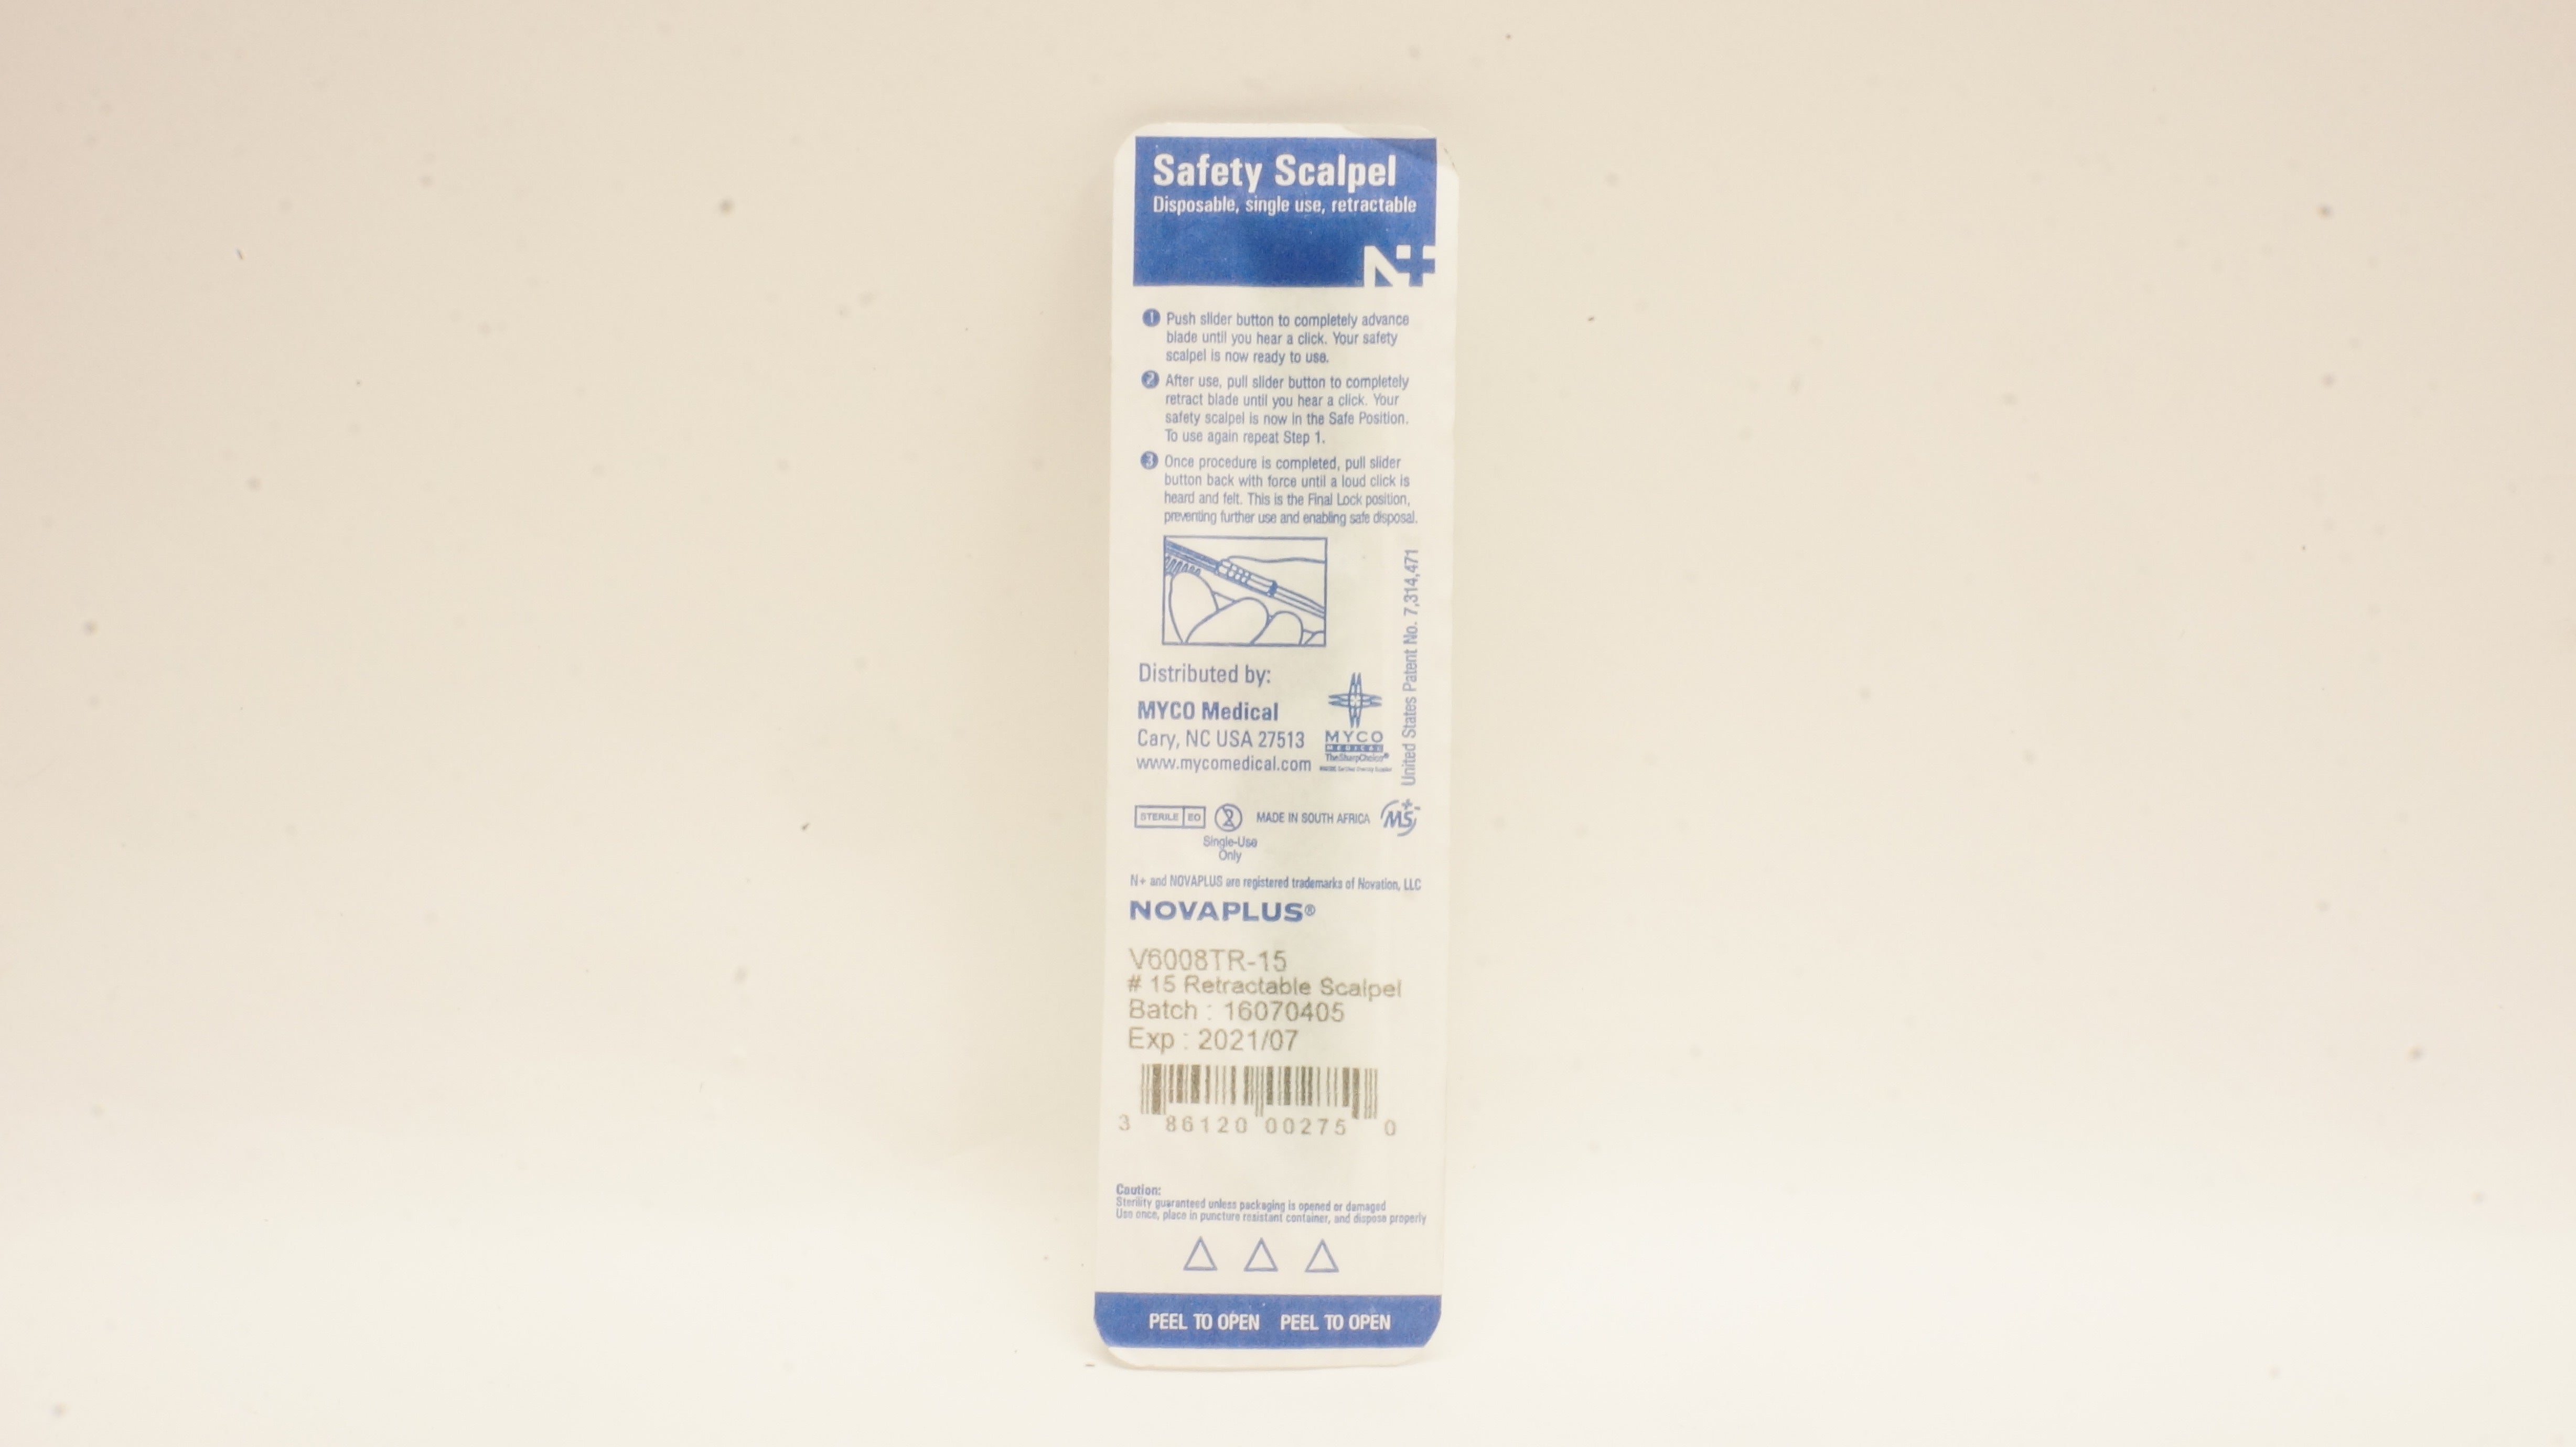 Safety Scalpel
Disposable, single use, retractable
N+
1 Push slider button to completely advance
blade until you hear a click. Your safety
scalpel is now ready to use.
2 After use, pull slider button to completely
retract blade until you hear a click. Your
safety scalpel is now in the Safe Position.
To use again repeat Step 1.
3 Once procedure is completed, pull slider
button back with force until a loud click is
heard and felt. This is the Final Lock position,
preventing further use and enabling safe disposal.
United States Patent No. 7,314,471
Distributed by:
MYCO Medical
Cary, NC USA 27513
www.mycomedical.com
MYCO
MEDICAL
TheSharpChoice®
STERILE EO
2
MADE IN SOUTH AFRICA
MS+-
Single-Use
Only
N+ and NOVAPLUS are registered trademarks of Novation, LLC
NOVAPLUS®
V6008TR-15
# 15 Retractable Scalpel
Batch : 16070405
Exp : 2021/07
3 86120 00275 0
Caution:
Sterility guaranteed unless packaging is opened or damaged
Use once, place in puncture resistant container, and dispose properly
PEEL TO OPEN PEEL TO OPEN